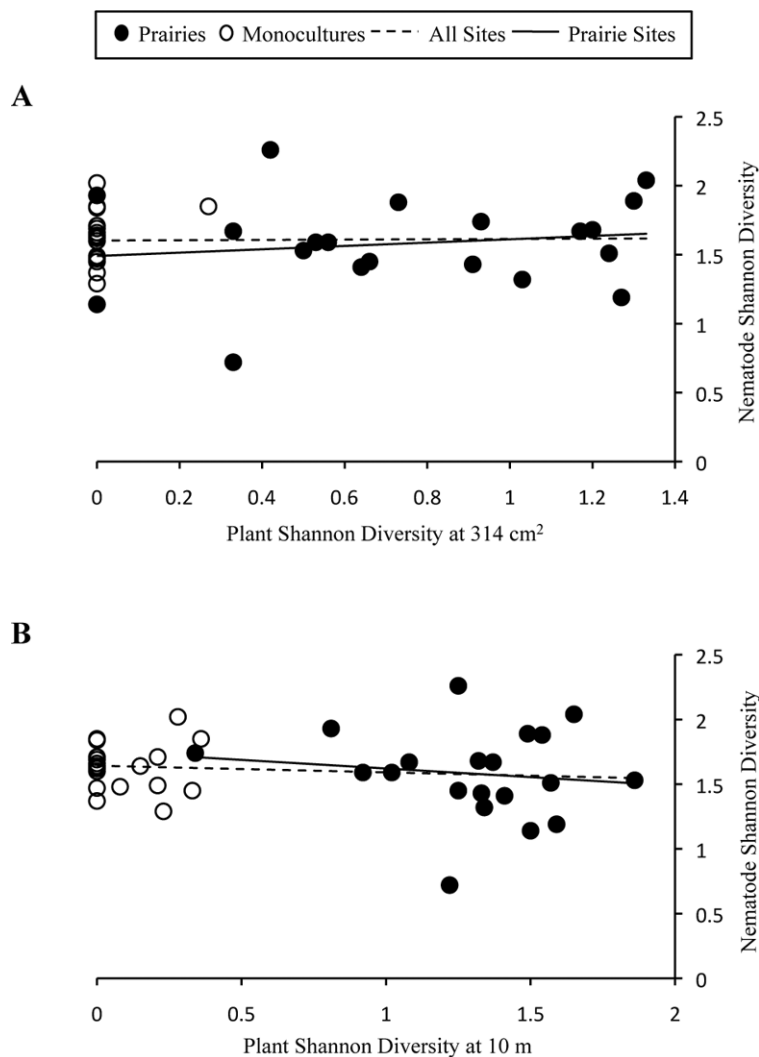 Prairies Monocultures All Sites Prairie Sites
A
2.5
2
1.5
1
0.5
0
Nematode Shannon Diversity
0 0.2 0.4 0.6 0.8 1 1.2 1.4
Plant Shannon Diversity at 314 cm²
B
2.5
2
1.5
1
0.5
0
Nematode Shannon Diversity
0 0.5 1 1.5 2
Plant Shannon Diversity at 10 m